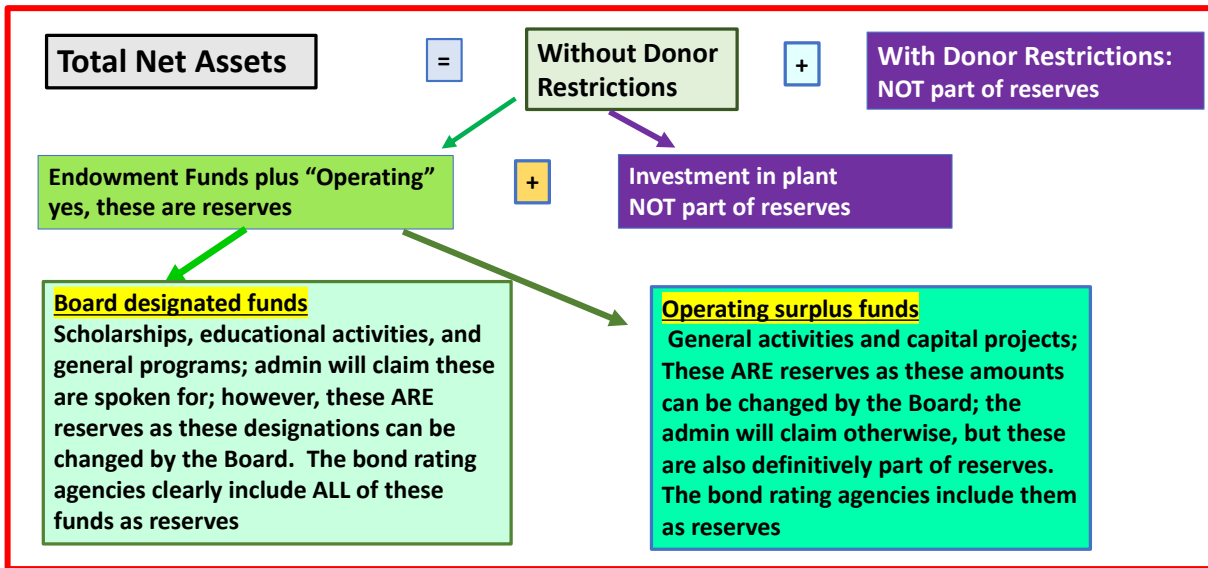 Total Net Assets
=
Without Donor
Restrictions
+
With Donor Restrictions:
NOT part of reserves
Endowment Funds plus “Operating”
yes, these are reserves
+
Investment in plant
NOT part of reserves
Board designated funds
Scholarships, educational activities, and
general programs; admin will claim these
are spoken for; however, these ARE
reserves as these designations can be
changed by the Board.  The bond rating
agencies clearly include ALL of these
funds as reserves
Operating surplus funds
General activities and capital projects;
These ARE reserves as these amounts
can be changed by the Board; the
admin will claim otherwise, but these
are also definitively part of reserves.
The bond rating agencies include them
as reserves